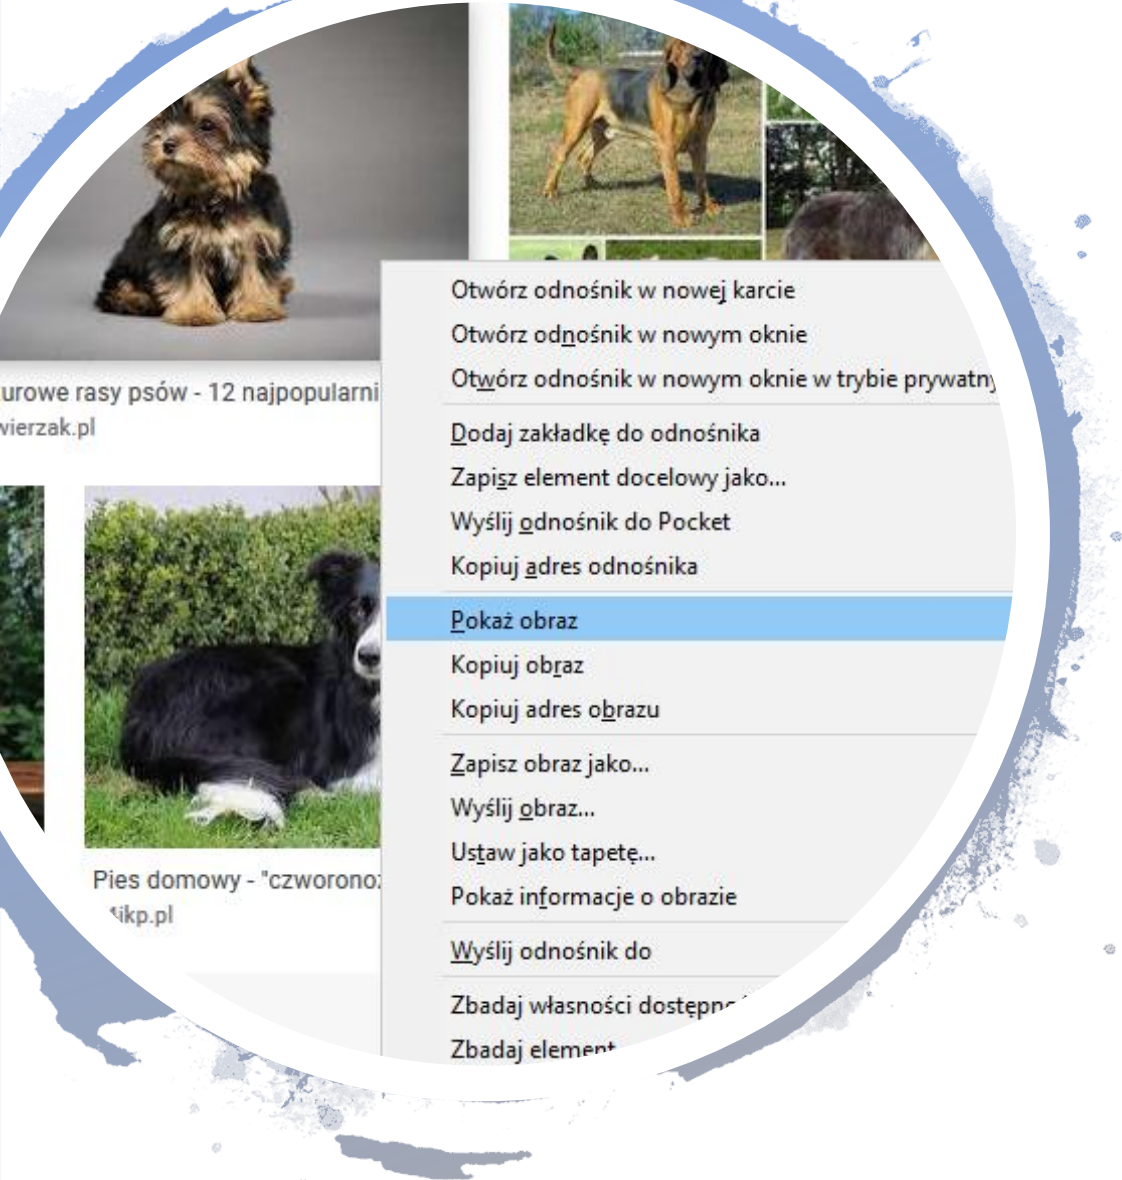 urowe rasy psów - 12 najpopularni
wierzak.pl
Pies domowy - "czworonoż
ikp.pl
Otwórz odnośnik w nowej karcie
Otwórz odnośnik w nowym oknie
Otwórz odnośnik w nowym oknie w trybie prywatny
Dodaj zakładkę do odnośnika
Zapisz element docelowy jako...
Wyślij odnośnik do Pocket
Kopiuj adres odnośnika
Pokaż obraz
Kopiuj obraz
Kopiuj adres obrazu
Zapisz obraz jako...
Wyślij obraz...
Ustaw jako tapetę...
Pokaż informacje o obrazie
Wyślij odnośnik do
Zbadaj własności dostępno
Zbadaj element